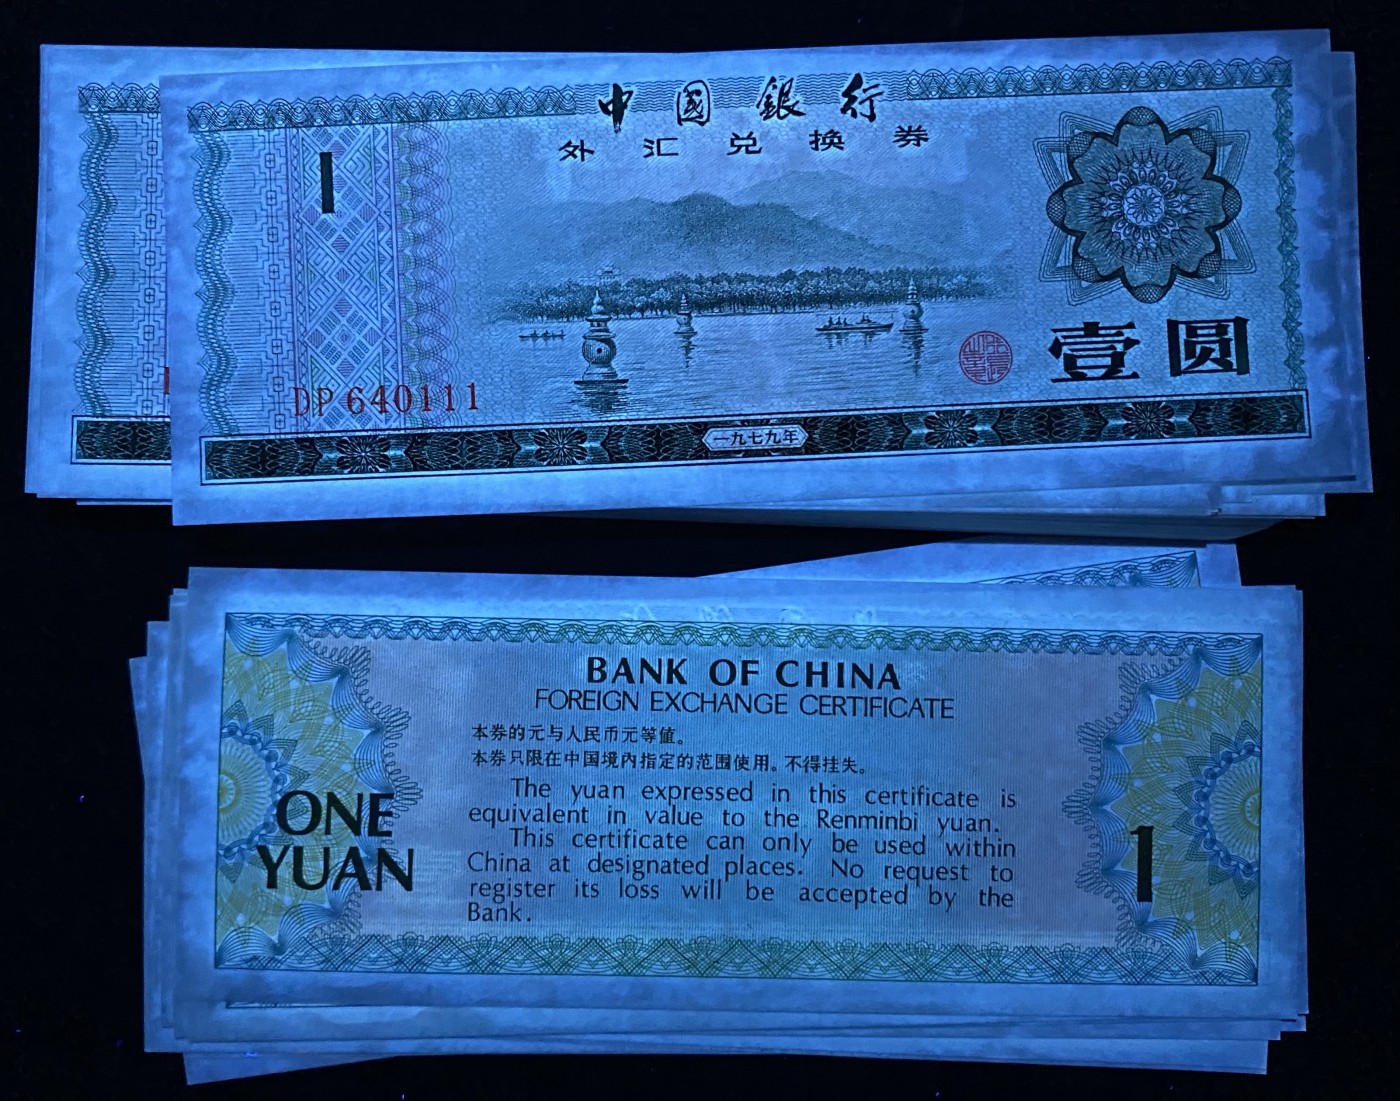 中國銀行
外汇兑换券
1
壹圆
DP 640111
一九七九年
BANK OF CHINA
FOREIGN EXCHANGE CERTIFICATE
本券的元与人民币元等值。
本券只限在中国境内指定的范围使用。不得挂失。
The yuan expressed in this certificate is
equivalent in value to the Renminbi yuan.
This certificate can only be used within
China at designated places. No request to
register its loss will be accepted by the
Bank.
ONE
YUAN
1